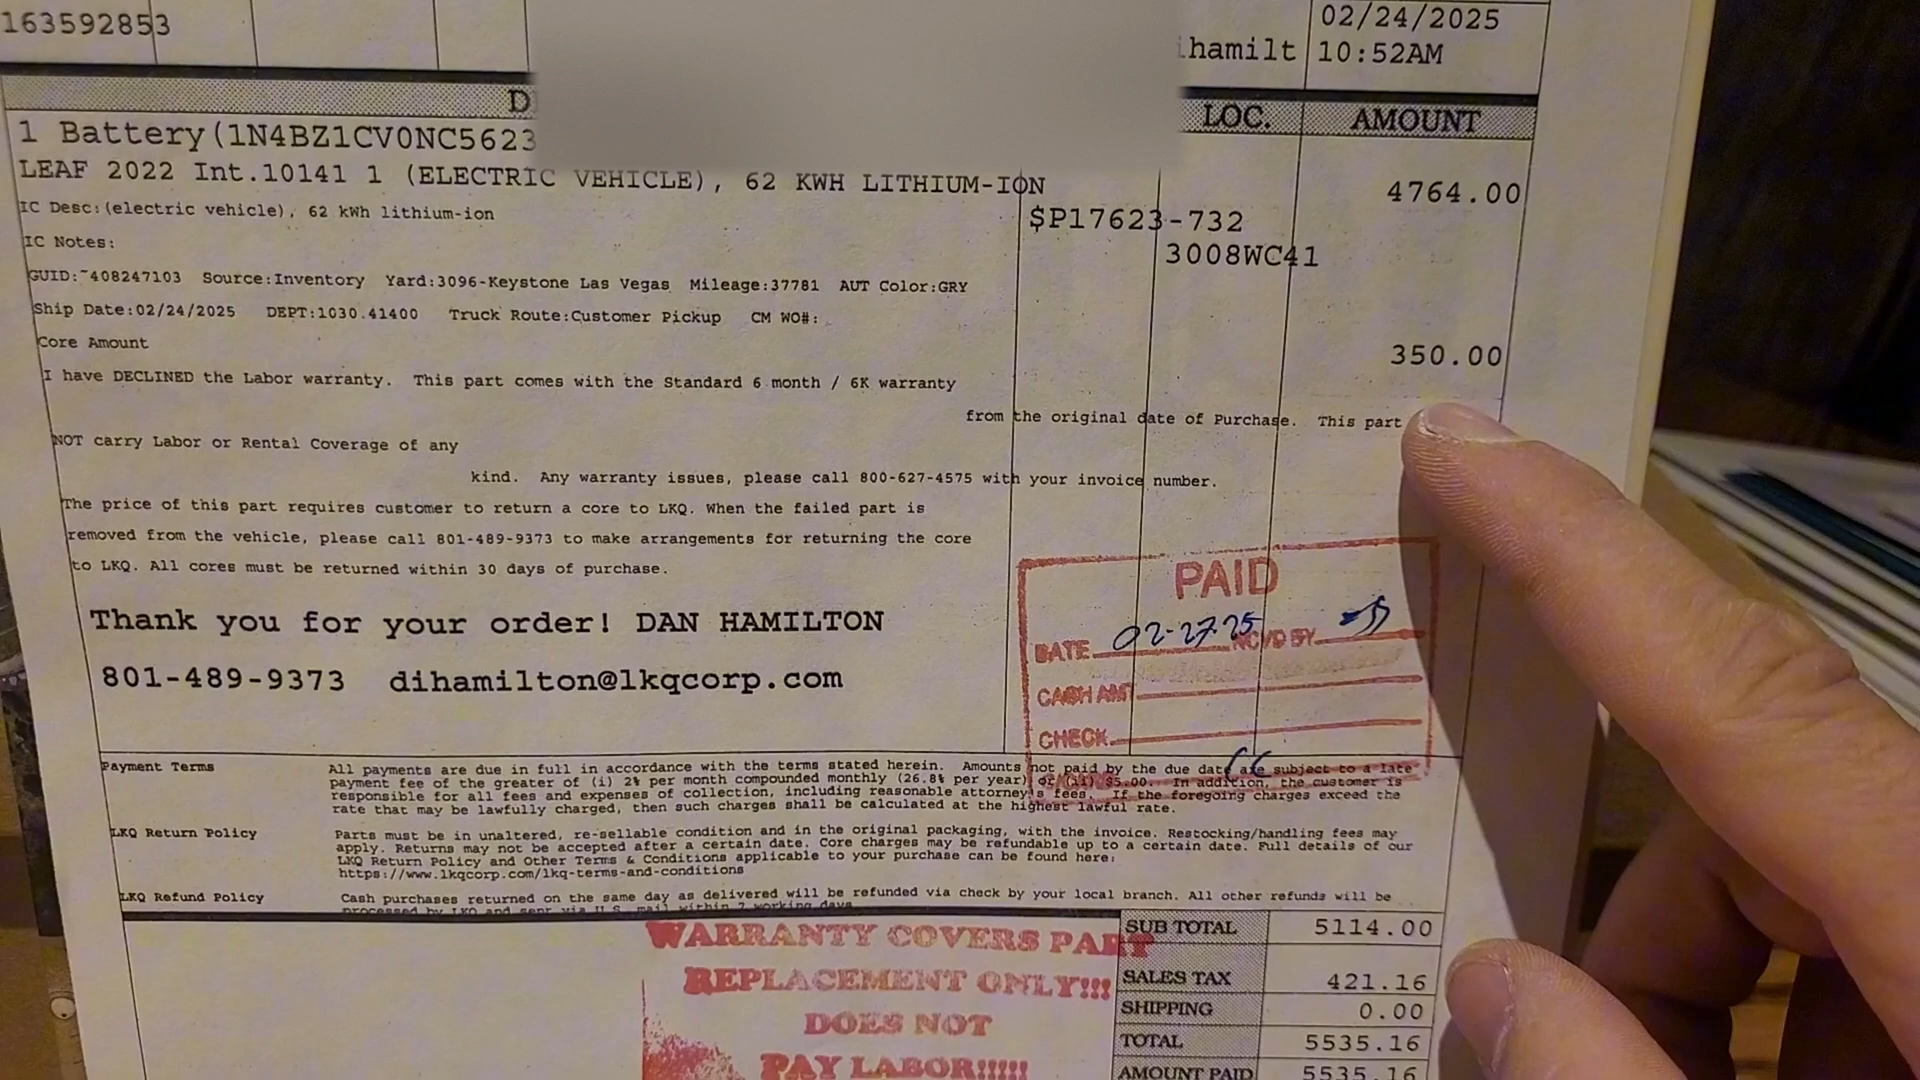 163592853
02/24/2025
hamilt 10:52AM
LOC. AMOUNT
1 Battery(1N4BZ1CV0NC5623
LEAF 2022 Int.10141 1 (ELECTRIC VEHICLE), 62 KWH LITHIUM-ION
4764.00
IC Desc:(electric vehicle), 62 kWh lithium-ion
$P17623-732
IC Notes:
3008WC41
GUID:~408247103 Source:Inventory Yard:3096-Keystone Las Vegas Mileage:37781 AUT Color:GRY
Ship Date:02/24/2025 DEPT:1030.41400 Truck Route:Customer Pickup CM WO#:
Core Amount
350.00
I have DECLINED the Labor warranty. This part comes with the Standard 6 month / 6K warranty
from the original date of Purchase. This part
NOT carry Labor or Rental Coverage of any
kind. Any warranty issues, please call 800-627-4575 with your invoice number.
The price of this part requires customer to return a core to LKQ. When the failed part is
removed from the vehicle, please call 801-489-9373 to make arrangements for returning the core
to LKQ. All cores must be returned within 30 days of purchase.
PAID
DATE 02-27-25 RCVD BY
CASH AMT
CHECK
Thank you for your order! DAN HAMILTON
801-489-9373 dihamilton@lkqcorp.com
Payment Terms
All payments are due in full in accordance with the terms stated herein. Amounts not paid by the due date are subject to a late
payment fee of the greater of (i) 2% per month compounded monthly (26.8% per year) or (ii) $5.00. In addition, the customer is
responsible for all fees and expenses of collection, including reasonable attorney's fees. If the foregoing charges exceed the
rate that may be lawfully charged, then such charges shall be calculated at the highest lawful rate.
LKQ Return Policy
Parts must be in unaltered, re-sellable condition and in the original packaging, with the invoice. Restocking/handling fees may
apply. Returns may not be accepted after a certain date. Core charges may be refundable up to a certain date. Full details of our
LKQ Return Policy and Other Terms & Conditions applicable to your purchase can be found here:
https://www.lkqcorp.com/lkq-terms-and-conditions
LKQ Refund Policy
Cash purchases returned on the same day as delivered will be refunded via check by your local branch. All other refunds will be
processed by LKQ and sent via U.S. mail within 7 working days
WARRANTY COVERS PART
REPLACEMENT ONLY!!!
DOES NOT
PAY LABOR!!!!!
SUB TOTAL 5114.00
SALES TAX 421.16
SHIPPING 0.00
TOTAL 5535.16
AMOUNT PAID 5535.16